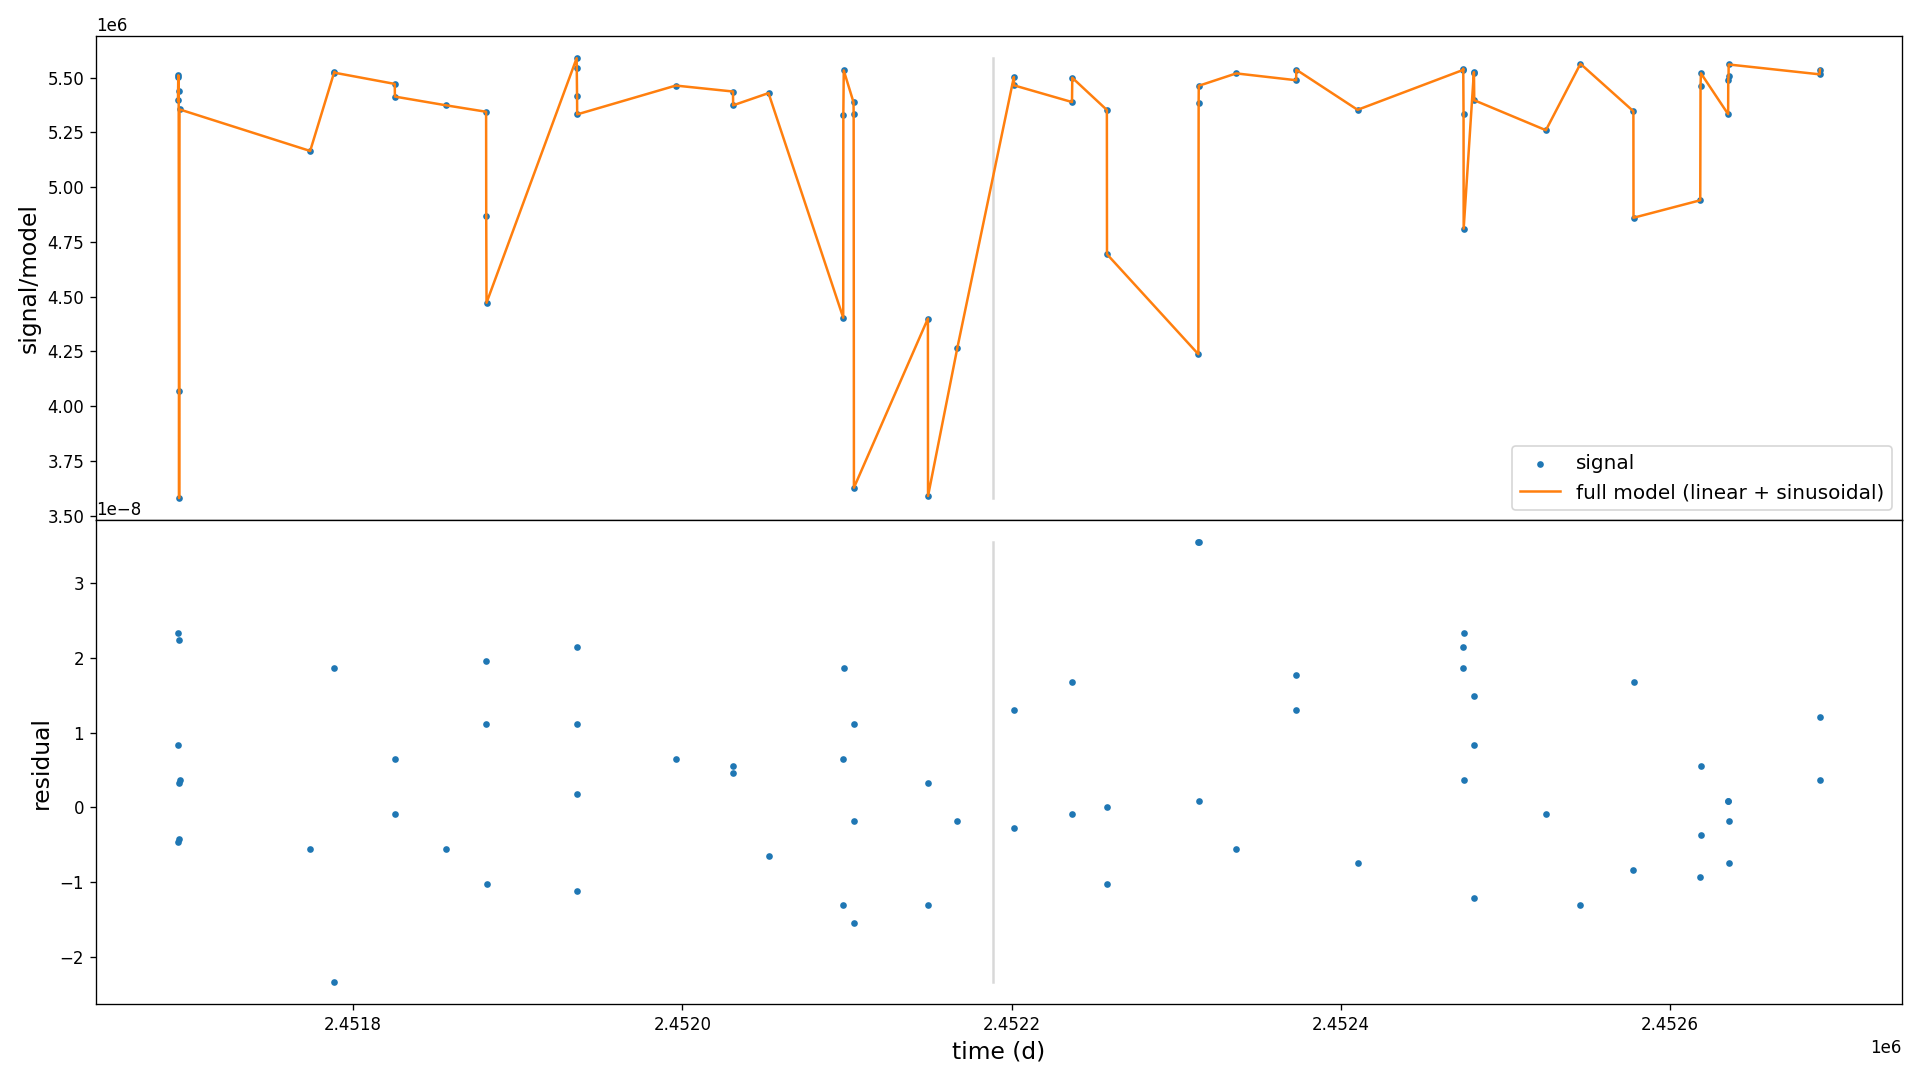 1e6
5.50
5.25
5.00
4.75
4.50
4.25
4.00
3.75
3.50
signal/model
signal
full model (linear + sinusoidal)
1e−8
3
2
1
0
−1
−2
residual
2.4518
2.4520
2.4522
2.4524
2.4526
1e6
time (d)